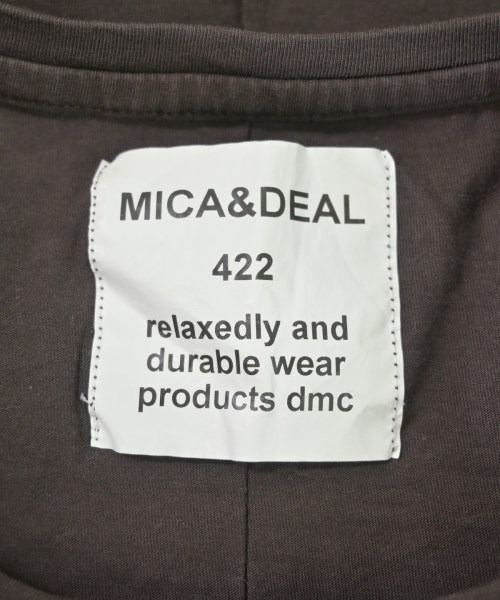 MICA&DEAL
422
relaxedly and
durable wear
products dmc